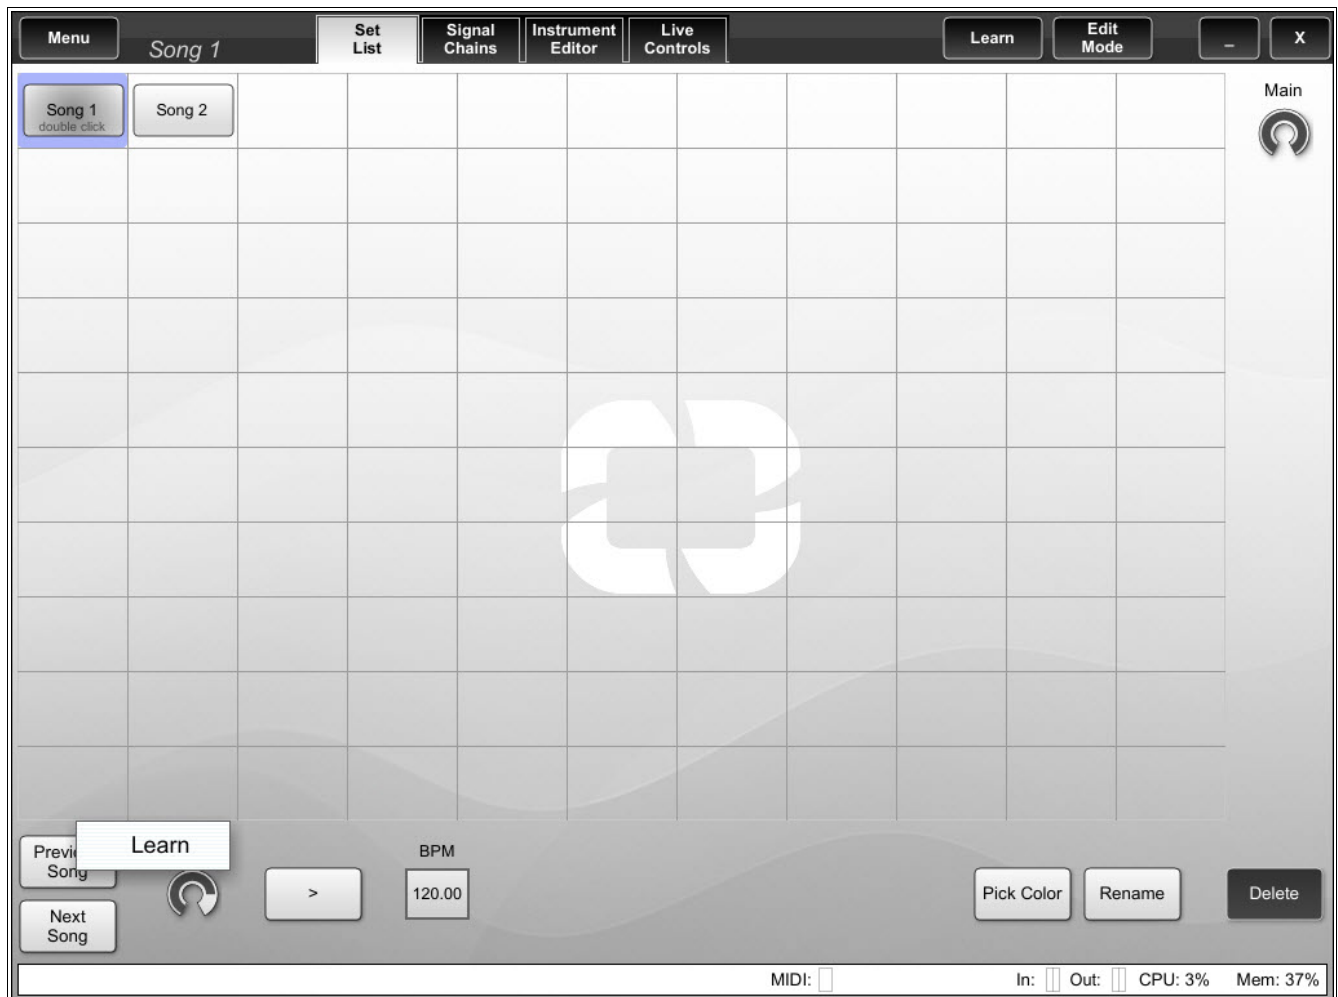 Menu
Song 1
Set
List
Signal
Chains
Instrument
Editor
Live
Controls
Learn
Edit
Mode
_
X
Song 1
double click
Song 2
Main
Previ
Song
Learn
Next
Song
>
BPM
120.00
Pick Color
Rename
Delete
MIDI:
In:
Out:
CPU: 3%
Mem: 37%